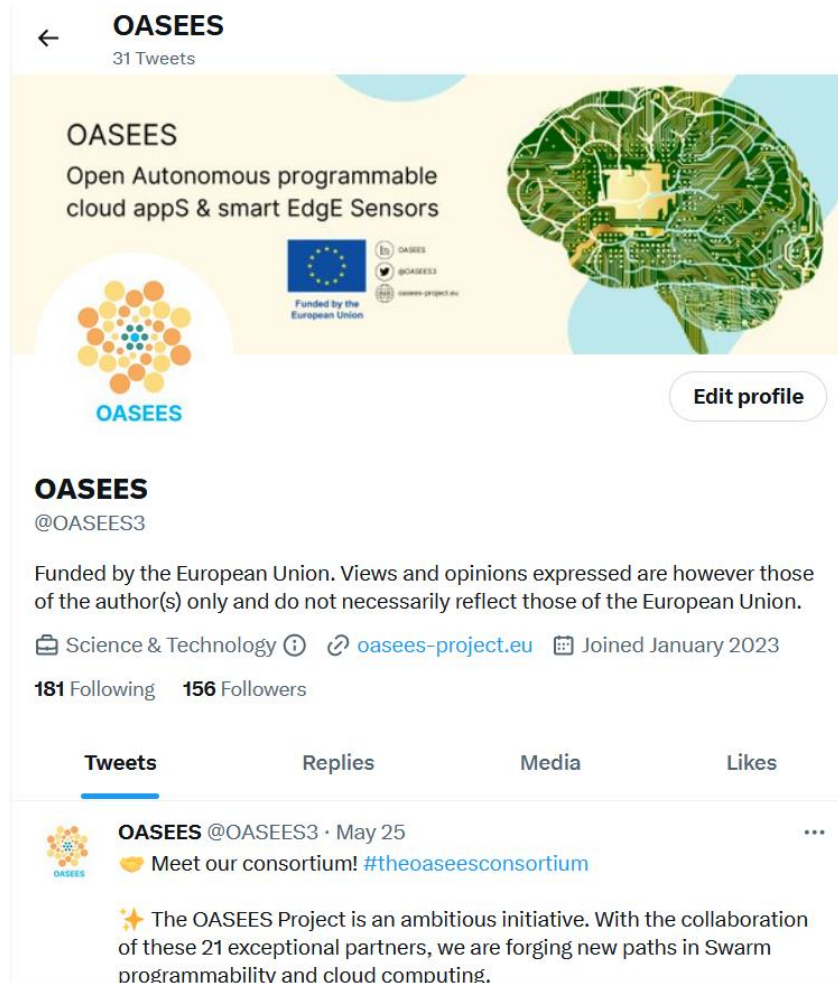 OASEES
31 Tweets
OASEES
Open Autonomous programmable
cloud appS & smart EdgE Sensors
in OASEES
@OASEES3
oasees-project.eu
Funded by the
European Union
OASEES
Edit profile
OASEES
@OASEES3
Funded by the European Union. Views and opinions expressed are however those
of the author(s) only and do not necessarily reflect those of the European Union.
Science & Technology oasees-project.eu Joined January 2023
181 Following 156 Followers
Tweets Replies Media Likes
OASEES @OASEES3 · May 25
🤝 Meet our consortium! #theoaseesconsortium
✨ The OASEES Project is an ambitious initiative. With the collaboration
of these 21 exceptional partners, we are forging new paths in Swarm
programmability and cloud computing.
OASEES